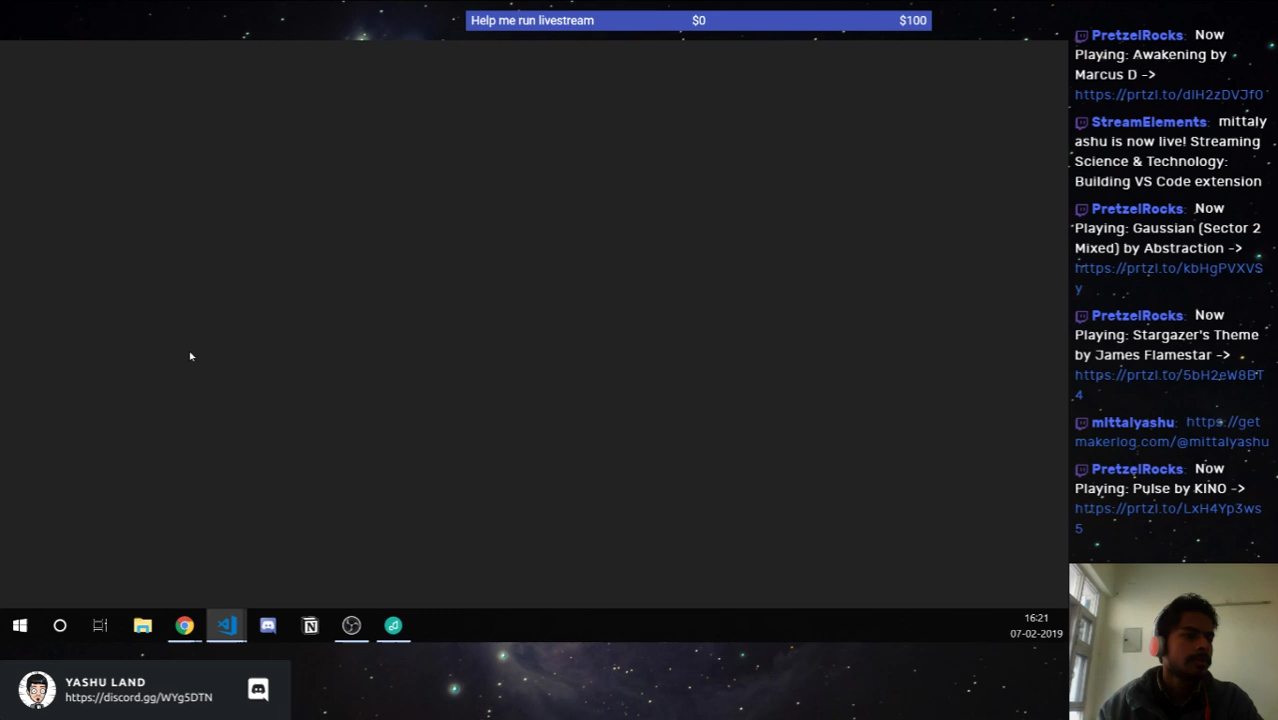 Help me run livestream $0 $100
PretzelRocks: Now
Playing: Awakening by
Marcus D ->
https://prtzl.to/dlH2zDVJf0
StreamElements: mittaly
ashu is now live! Streaming
Science & Technology:
Building VS Code extension
PretzelRocks: Now
Playing: Gaussian (Sector 2
Mixed) by Abstraction ->
https://prtzl.to/kbHgPVXVS
y
PretzelRocks: Now
Playing: Stargazer's Theme
by James Flamestar ->
https://prtzl.to/5bH2eW8BT
4
mittalyashu: https://get
makerlog.com/@mittalyashu
PretzelRocks: Now
Playing: Pulse by KINO ->
https://prtzl.to/LxH4Yp3ws
5
16:21
07-02-2019
YASHU LAND
https://discord.gg/WYg5DTN